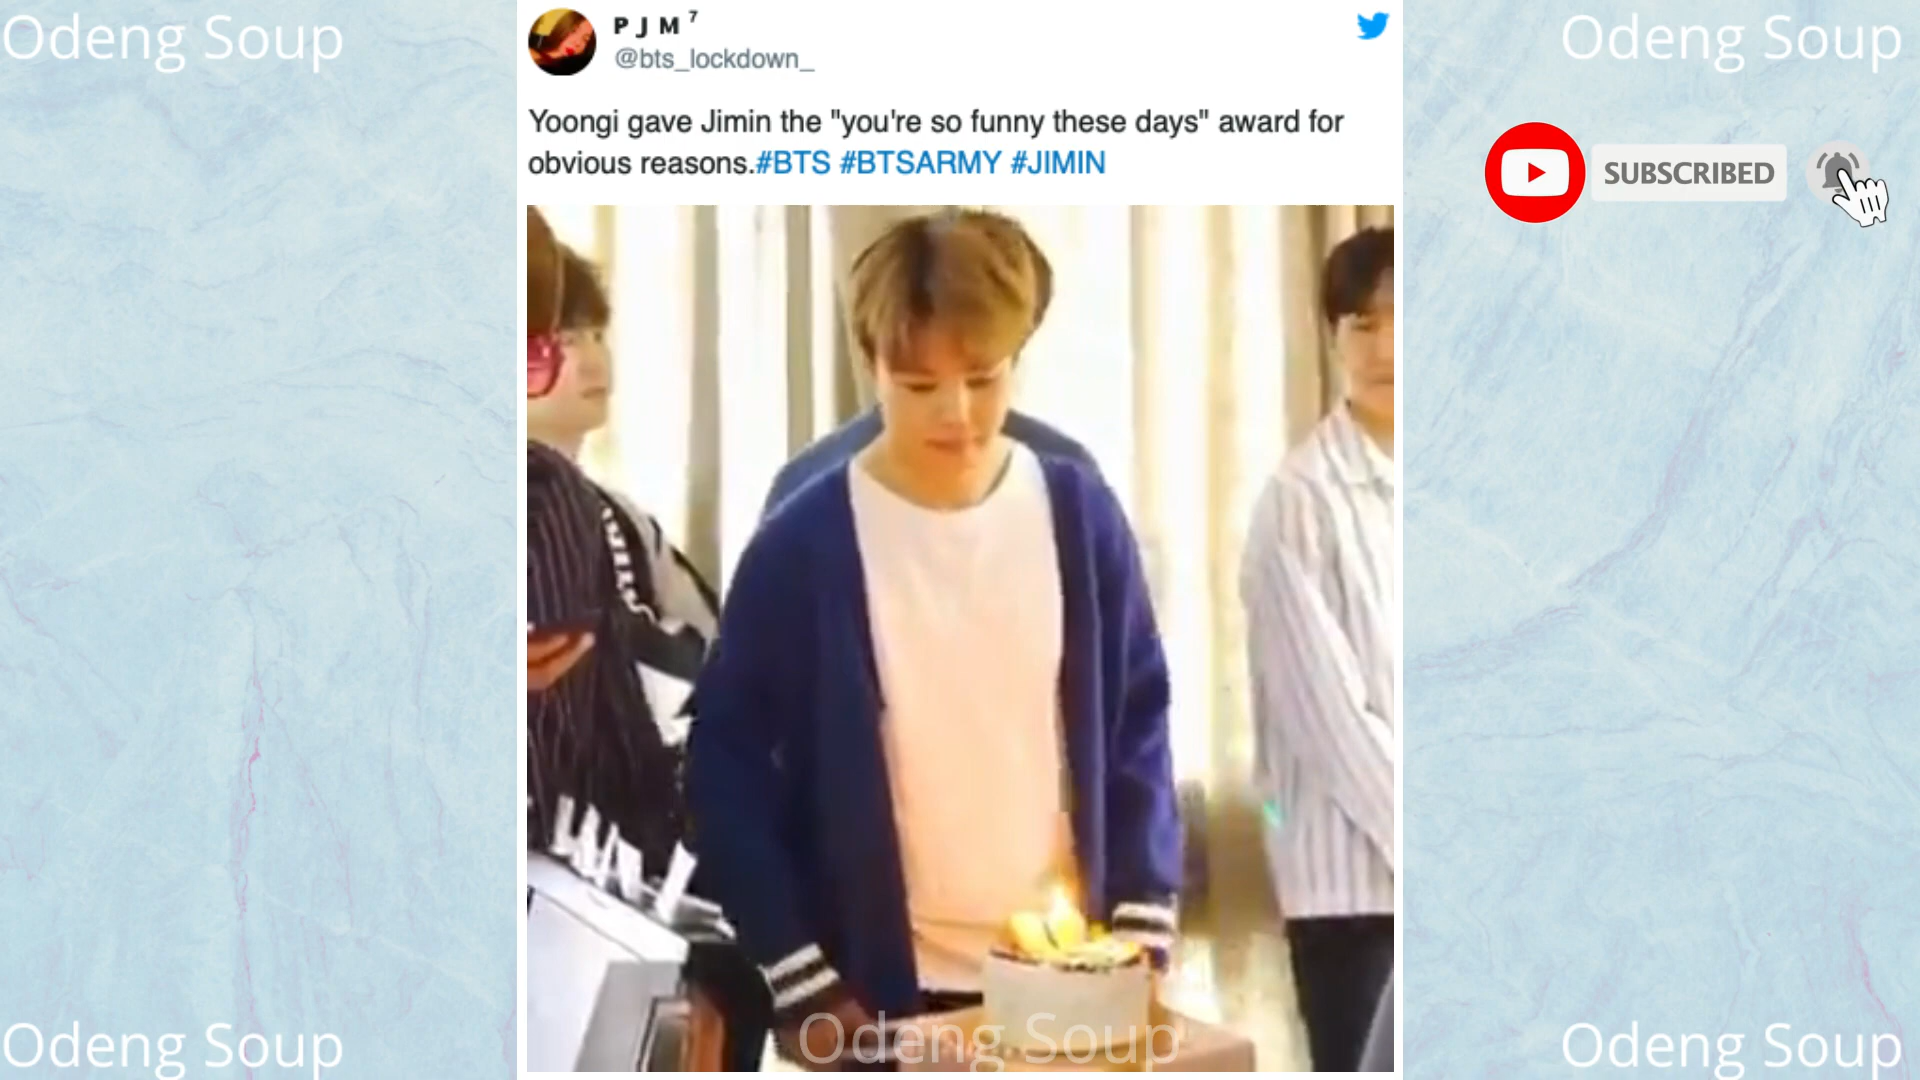 Odeng Soup
P J M ⁷
@bts_lockdown_
Odeng Soup
Yoongi gave Jimin the "you're so funny these days" award for
obvious reasons.#BTS #BTSARMY #JIMIN
SUBSCRIBED
Odeng Soup
Odeng Soup
Odeng Soup